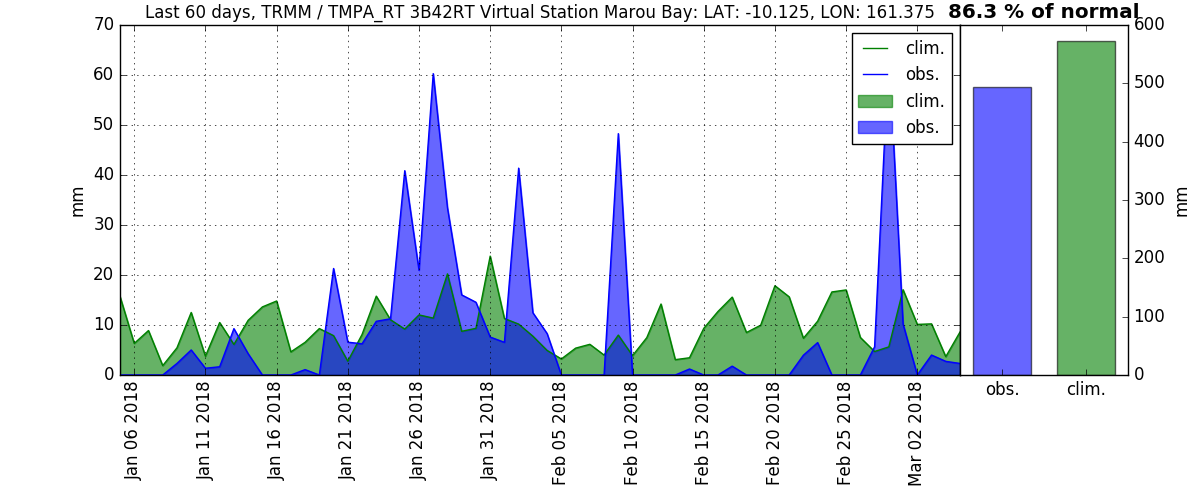 Last 60 days, TRMM / TMPA_RT 3B42RT Virtual Station Marou Bay: LAT: -10.125, LON: 161.375
86.3 % of normal
70
60
50
40
30
20
10
0
mm
clim.
obs.
clim.
obs.
Jan 06 2018
Jan 11 2018
Jan 16 2018
Jan 21 2018
Jan 26 2018
Jan 31 2018
Feb 05 2018
Feb 10 2018
Feb 15 2018
Feb 20 2018
Feb 25 2018
Mar 02 2018
obs.
clim.
600
500
400
300
200
100
0
mm